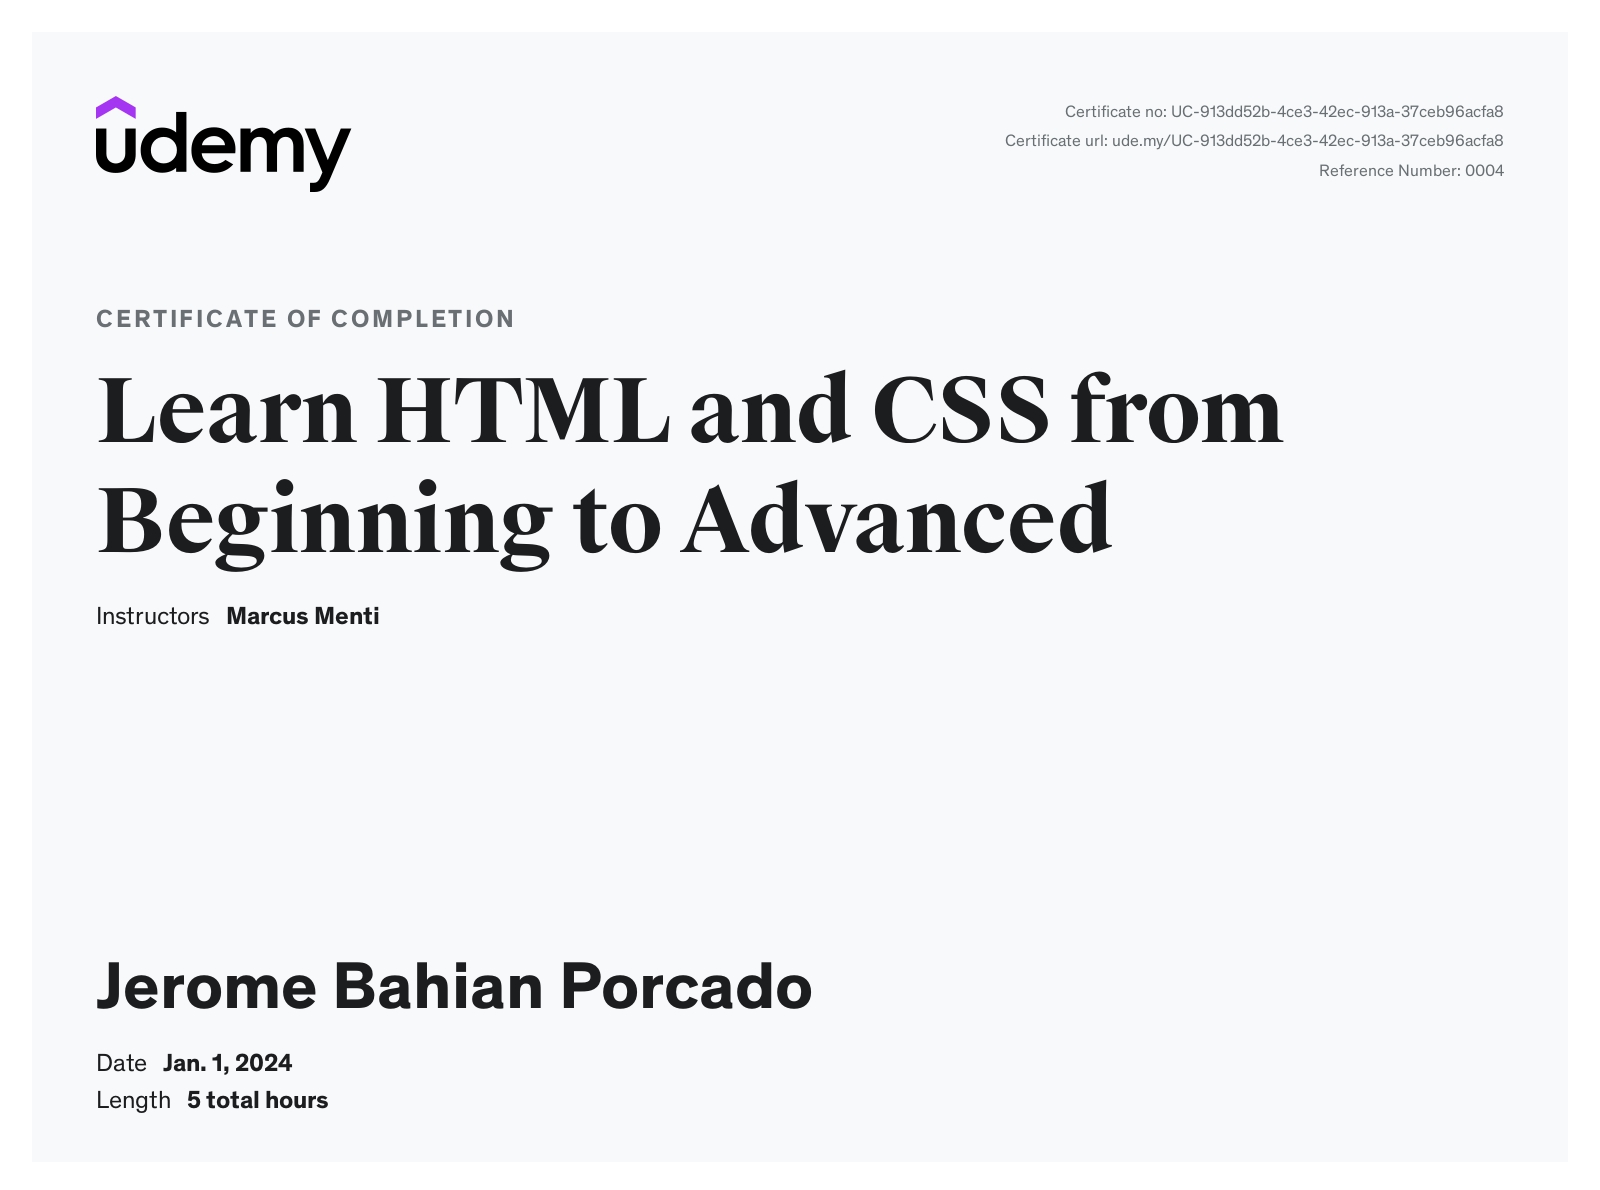 udemy
Certificate no: UC-913dd52b-4ce3-42ec-913a-37ceb96acfa8
Certificate url: ude.my/UC-913dd52b-4ce3-42ec-913a-37ceb96acfa8
Reference Number: 0004
CERTIFICATE OF COMPLETION
Learn HTML and CSS from
Beginning to Advanced
Instructors Marcus Menti
Jerome Bahian Porcado
Date Jan. 1, 2024
Length 5 total hours